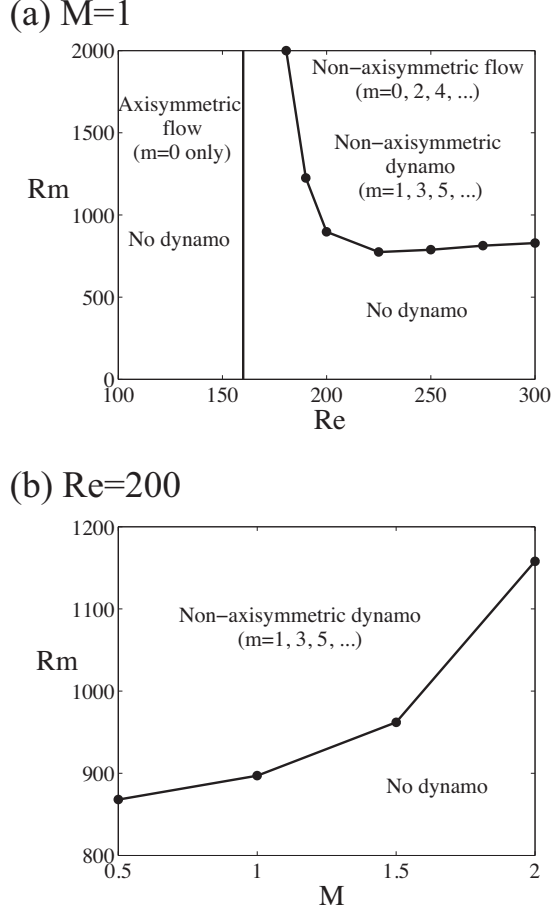 (a) M=1
2000
Non−axisymmetric flow
(m=0, 2, 4, ...)
Axisymmetric
flow
(m=0 only)
1500
Non−axisymmetric
dynamo
(m=1, 3, 5, ...)
Rm
1000
No dynamo
500
No dynamo
0
100
150
200
250
300
Re
(b) Re=200
1200
1100
Non−axisymmetric dynamo
(m=1, 3, 5, ...)
Rm
1000
900
No dynamo
800
0.5
1
1.5
2
M